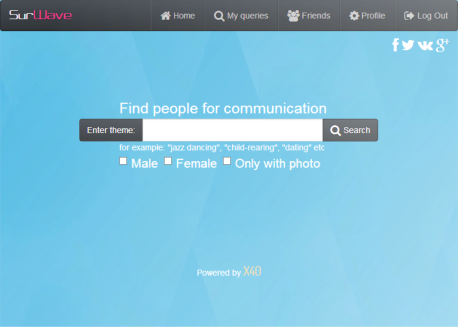 SurWave Home My queries Friends Profile Log Out
Find people for communication
Enter theme: Search
for example: "jazz dancing", "child-rearing", "dating" etc
Male Female Only with photo
Powered by X40